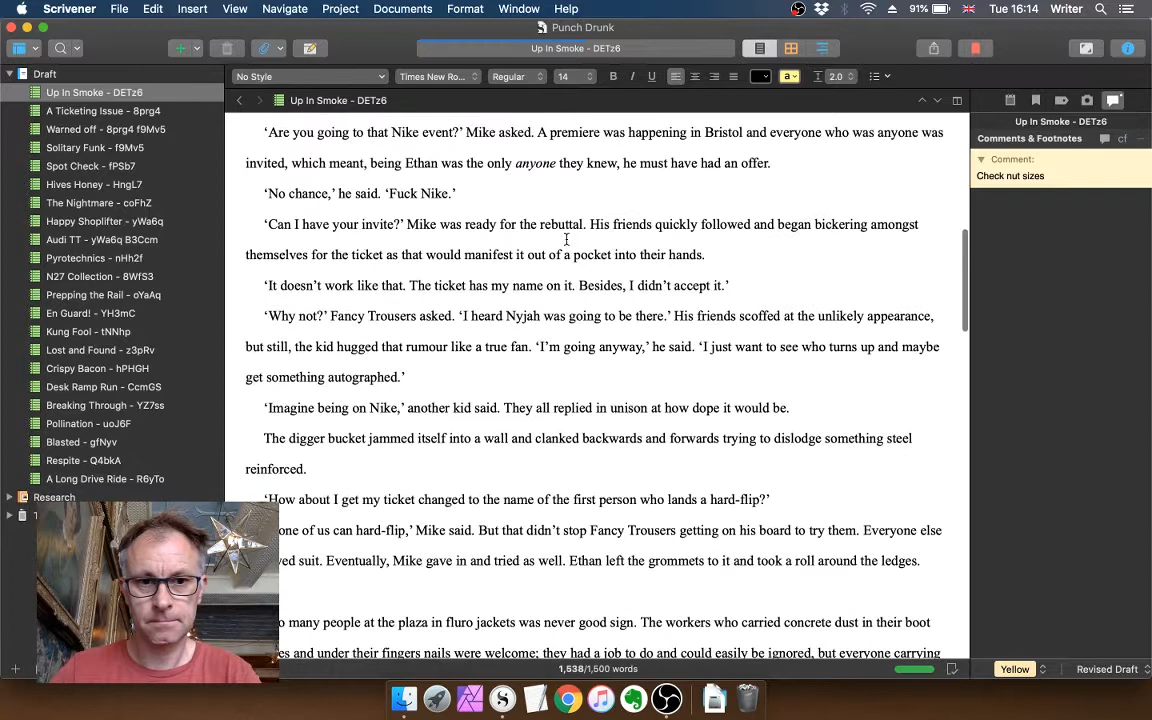 Scrivener File Edit Insert View Navigate Project Documents Format Window Help 91% Tue 16:14 Writer
Punch Drunk
Up In Smoke - DETz6
No Style Times New Ro... Regular 14 B I U a 2.0
Draft
Up In Smoke - DETz6
A Ticketing Issue - 8prg4
Warned off - 8prg4 f9Mv5
Solitary Funk - f9Mv5
Spot Check - fPSb7
Hives Honey - HngL7
The Nightmare - coFhZ
Happy Shoplifter - yWa6q
Audi TT - yWa6q B3Ccm
Pyrotechnics - nHh2f
N27 Collection - 8WfS3
Prepping the Rail - oYaAq
En Guard! - YH3mC
Kung Fool - tNNhp
Lost and Found - z3pRv
Crispy Bacon - hPHGH
Desk Ramp Run - CcmGS
Breaking Through - YZ7ss
Pollination - uoJ6F
Blasted - gfNyv
Respite - Q4bkA
A Long Drive Ride - R6yTo
Research
Up In Smoke - DETz6
‘Are you going to that Nike event?’ Mike asked. A premiere was happening in Bristol and everyone who was anyone was
invited, which meant, being Ethan was the only anyone they knew, he must have had an offer.
‘No chance,’ he said. ‘Fuck Nike.’
‘Can I have your invite?’ Mike was ready for the rebuttal. His friends quickly followed and began bickering amongst
themselves for the ticket as that would manifest it out of a pocket into their hands.
‘It doesn’t work like that. The ticket has my name on it. Besides, I didn’t accept it.’
‘Why not?’ Fancy Trousers asked. ‘I heard Nyjah was going to be there.’ His friends scoffed at the unlikely appearance,
but still, the kid hugged that rumour like a true fan. ‘I’m going anyway,’ he said. ‘I just want to see who turns up and maybe
get something autographed.’
‘Imagine being on Nike,’ another kid said. They all replied in unison at how dope it would be.
The digger bucket jammed itself into a wall and clanked backwards and forwards trying to dislodge something steel
reinforced.
‘How about I get my ticket changed to the name of the first person who lands a hard-flip?’
one of us can hard-flip,’ Mike said. But that didn’t stop Fancy Trousers getting on his board to try them. Everyone else
suit. Eventually, Mike gave in and tried as well. Ethan left the grommets to it and took a roll around the ledges.
many people at the plaza in fluro jackets was never good sign. The workers who carried concrete dust in their boot
and under their fingers nails were welcome; they had a job to do and could easily be ignored, but everyone carrying
1,538/1,500 words
Up In Smoke - DETz6
Comments & Footnotes cf
Comment:
Check nut sizes
Yellow Revised Draft